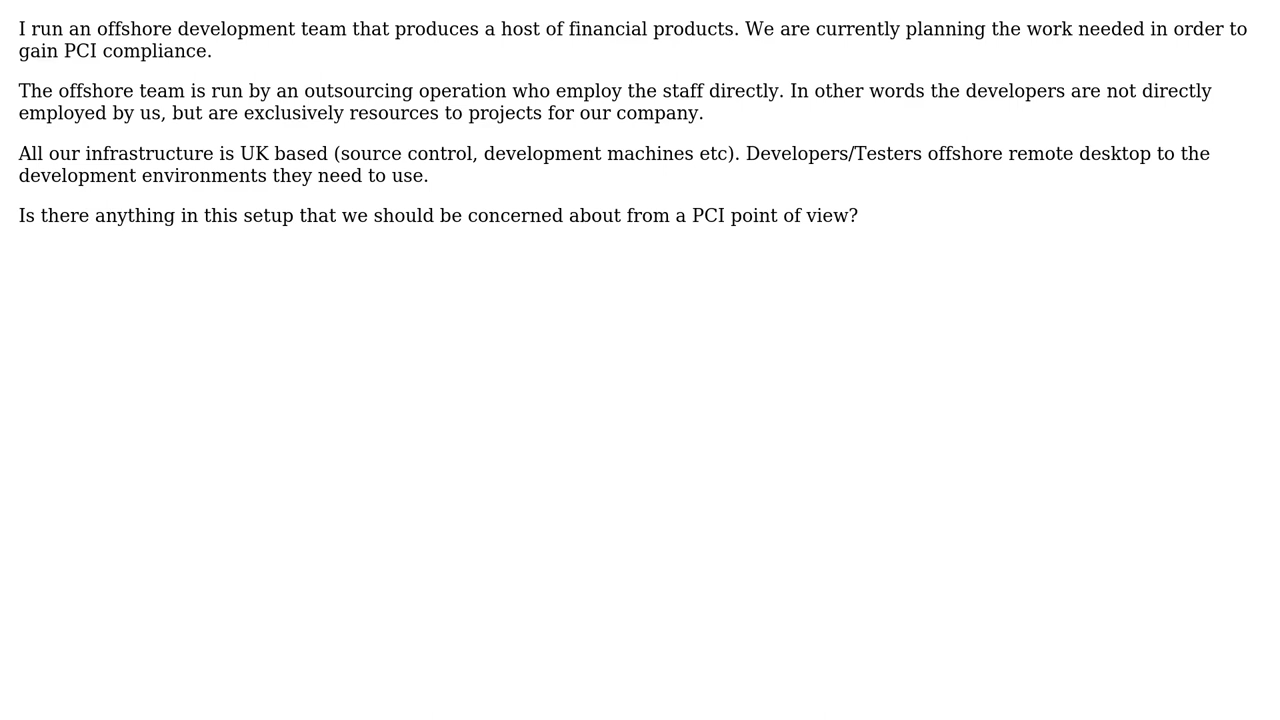 I run an offshore development team that produces a host of financial products. We are currently planning the work needed in order to
gain PCI compliance.
The offshore team is run by an outsourcing operation who employ the staff directly. In other words the developers are not directly
employed by us, but are exclusively resources to projects for our company.
All our infrastructure is UK based (source control, development machines etc). Developers/Testers offshore remote desktop to the
development environments they need to use.
Is there anything in this setup that we should be concerned about from a PCI point of view?